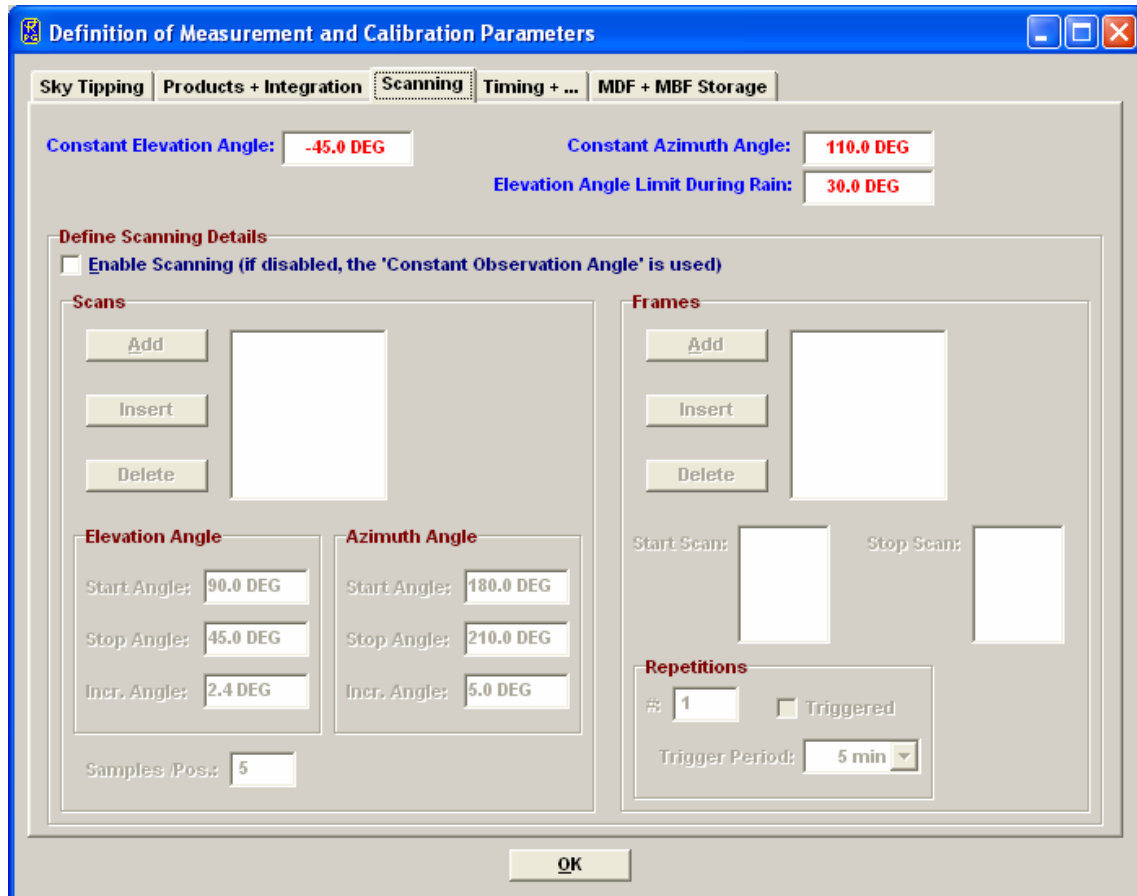 Definition of Measurement and Calibration Parameters
Sky Tipping
Products + Integration
Scanning
Timing + ...
MDF + MBF Storage
Constant Elevation Angle: -45.0 DEG
Constant Azimuth Angle: 110.0 DEG
Elevation Angle Limit During Rain: 30.0 DEG
Define Scanning Details
Enable Scanning (if disabled, the 'Constant Observation Angle' is used)
Scans
Add
Insert
Delete
Elevation Angle
Start Angle: 90.0 DEG
Stop Angle: 45.0 DEG
Incr. Angle: 2.4 DEG
Azimuth Angle
Start Angle: 180.0 DEG
Stop Angle: 210.0 DEG
Incr. Angle: 5.0 DEG
Samples /Pos.: 5
Frames
Add
Insert
Delete
Start Scan:
Stop Scan:
Repetitions
#: 1
Triggered
Trigger Period: 5 min
OK